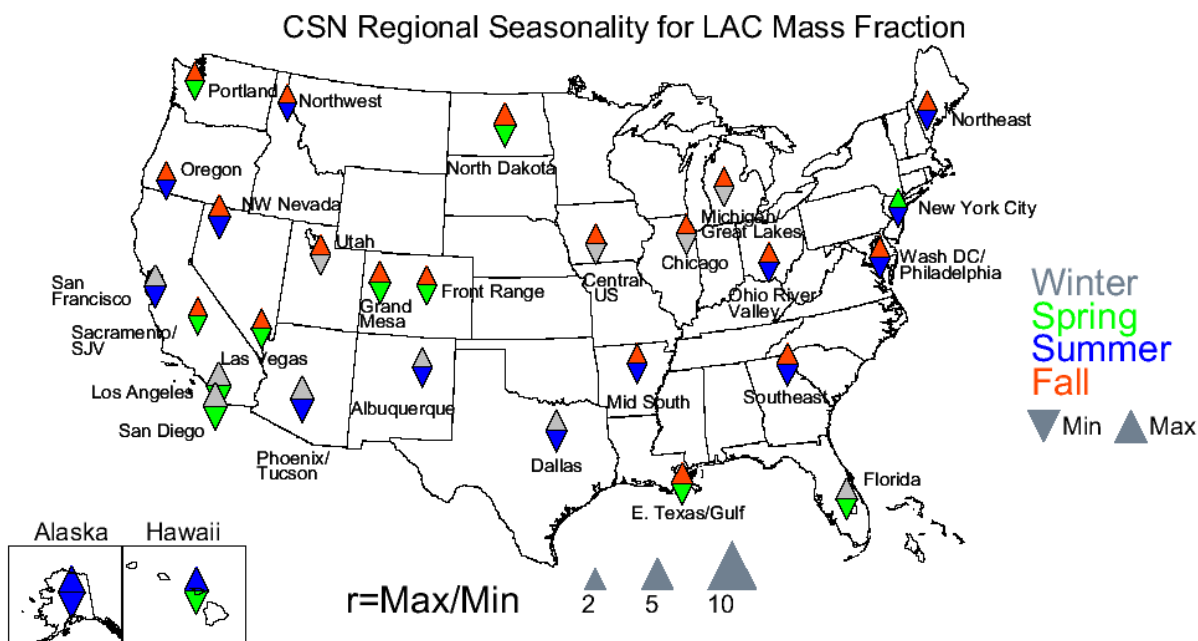 CSN Regional Seasonality for LAC Mass Fraction
Portland
Northwest
North Dakota
Northeast
Oregon
NW Nevada
Utah
Michigan/
Great Lakes
New York City
Chicago
Central
US
Wash DC/
Philadelphia
San
Francisco
Grand
Mesa
Front Range
Ohio River
Valley
Sacramento/
SJV
Las Vegas
Los Angeles
San Diego
Albuquerque
Mid South
Southeast
Phoenix/
Tucson
Dallas
E. Texas/Gulf
Florida
Winter
Spring
Summer
Fall
Min Max
Alaska Hawaii
r=Max/Min
2 5 10